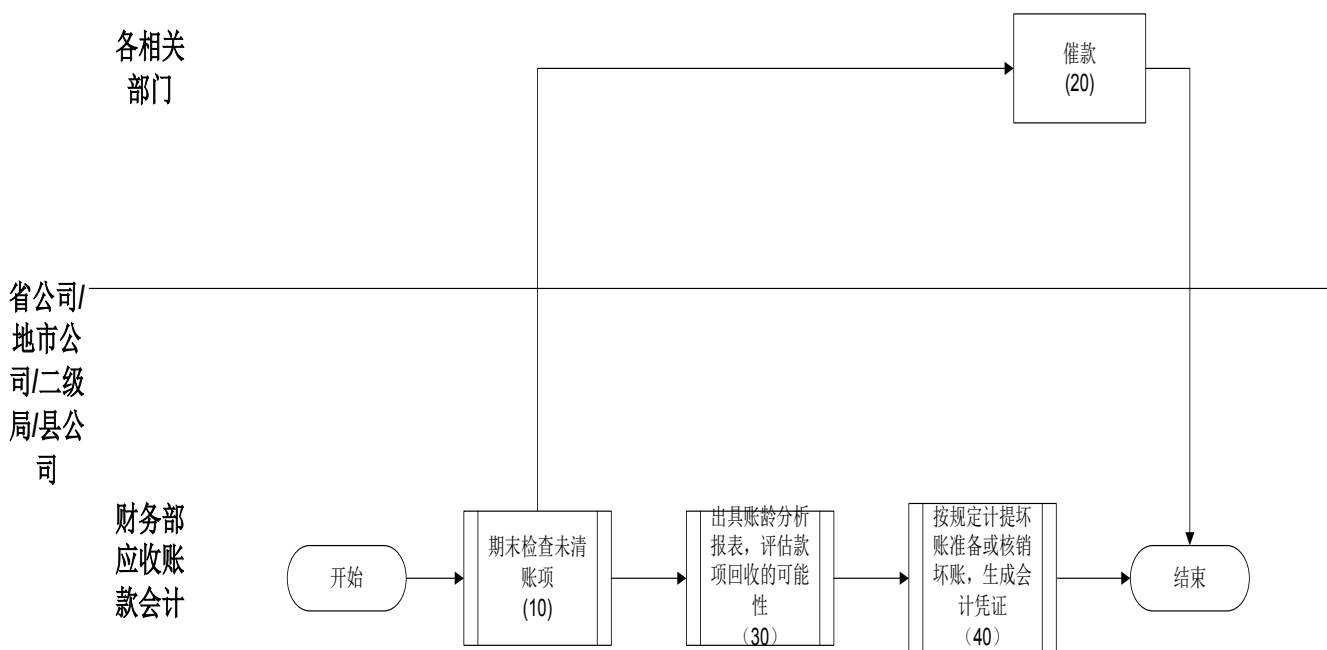 各相关
部门
催款
(20)
省公司/
地市公
司/二级
局/县公
司
财务部
应收账
款会计
开始
期末检查未清
账项
(10)
出具账龄分析
报表，评估款
项回收的可能
性
（30）
按规定计提坏
账准备或核销
坏账，生成会
计凭证
（40）
结束